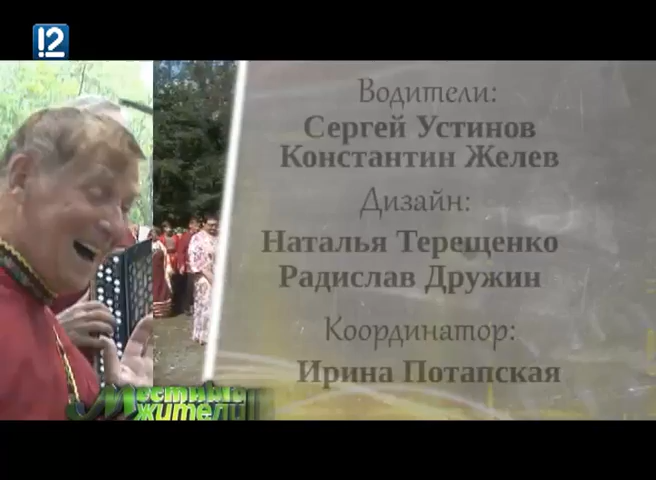 12
Водители:
Сергей Устинов
Константин Желев
Дизайн:
Наталья Терещенко
Радислав Дружин
Координатор:
Ирина Потапская
Местные
жители